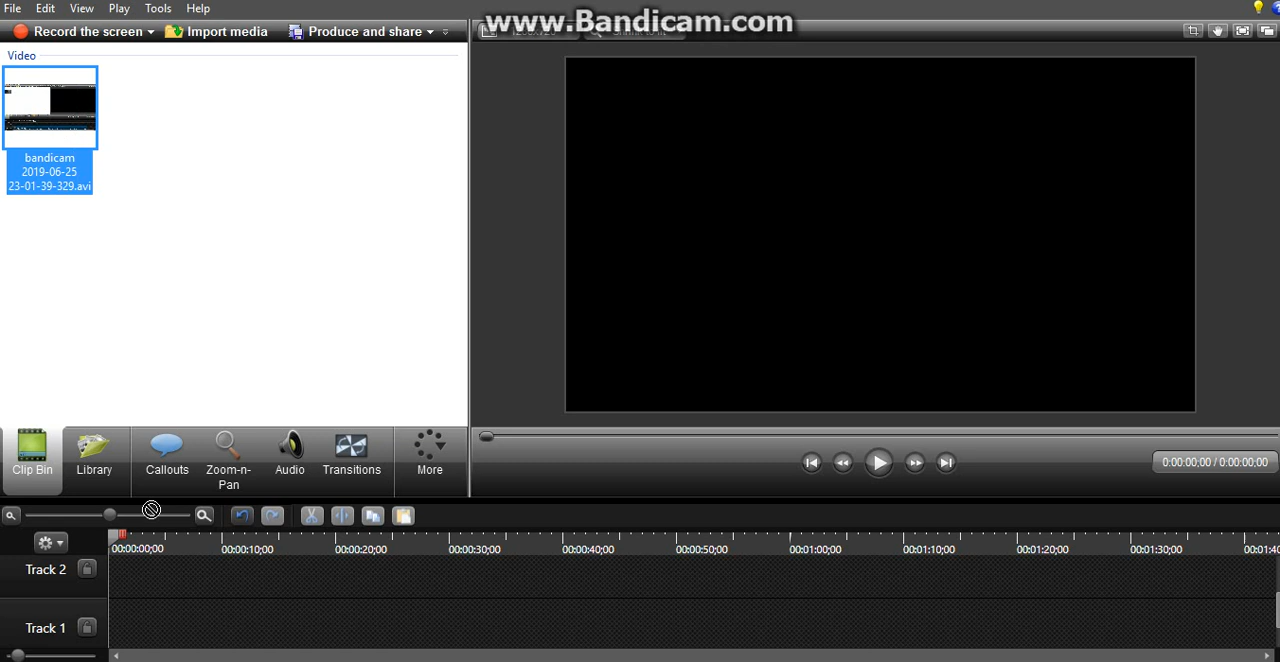 File Edit View Play Tools Help
www.Bandicam.com
Record the screen Import media Produce and share
Video
bandicam
2019-06-25
23-01-39-329.avi
Clip Bin Library Callouts Zoom-n-Pan Audio Transitions More
0:00:00;00 / 0:00:00;00
00:00:00;00 00:00:10;00 00:00:20;00 00:00:30;00 00:00:40;00 00:00:50;00 00:01:00;00 00:01:10;00 00:01:20;00 00:01:30;00
Track 2
Track 1